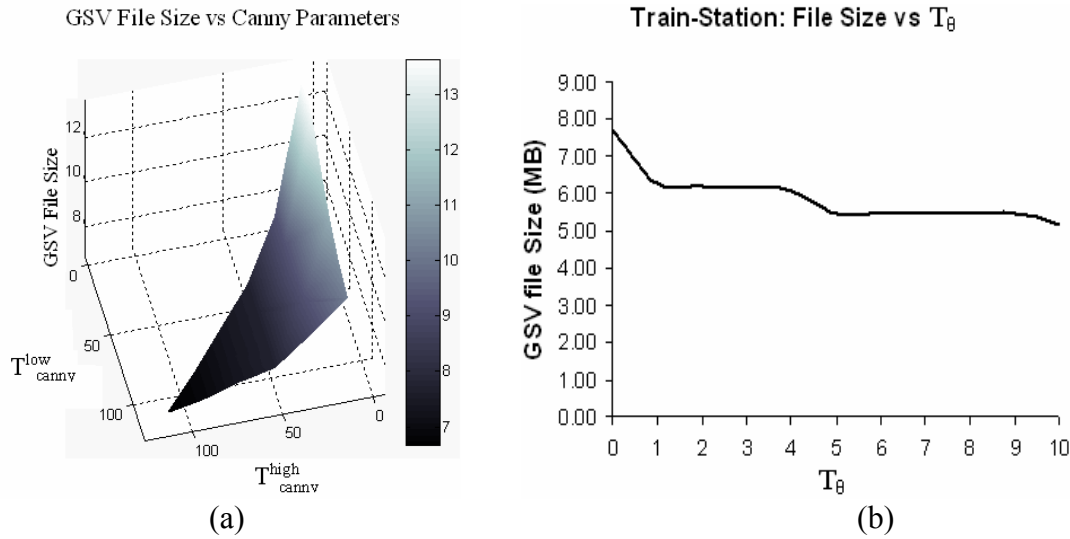 GSV File Size vs Canny Parameters
GSV File Size
12
10
8
0
50
100
T^low_canny
100
50
0
T^high_canny
13
12
11
10
9
8
7
(a)
Train-Station: File Size vs T_θ
GSV file Size (MB)
9.00
8.00
7.00
6.00
5.00
4.00
3.00
2.00
1.00
0.00
0 1 2 3 4 5 6 7 8 9 10
T_θ
(b)